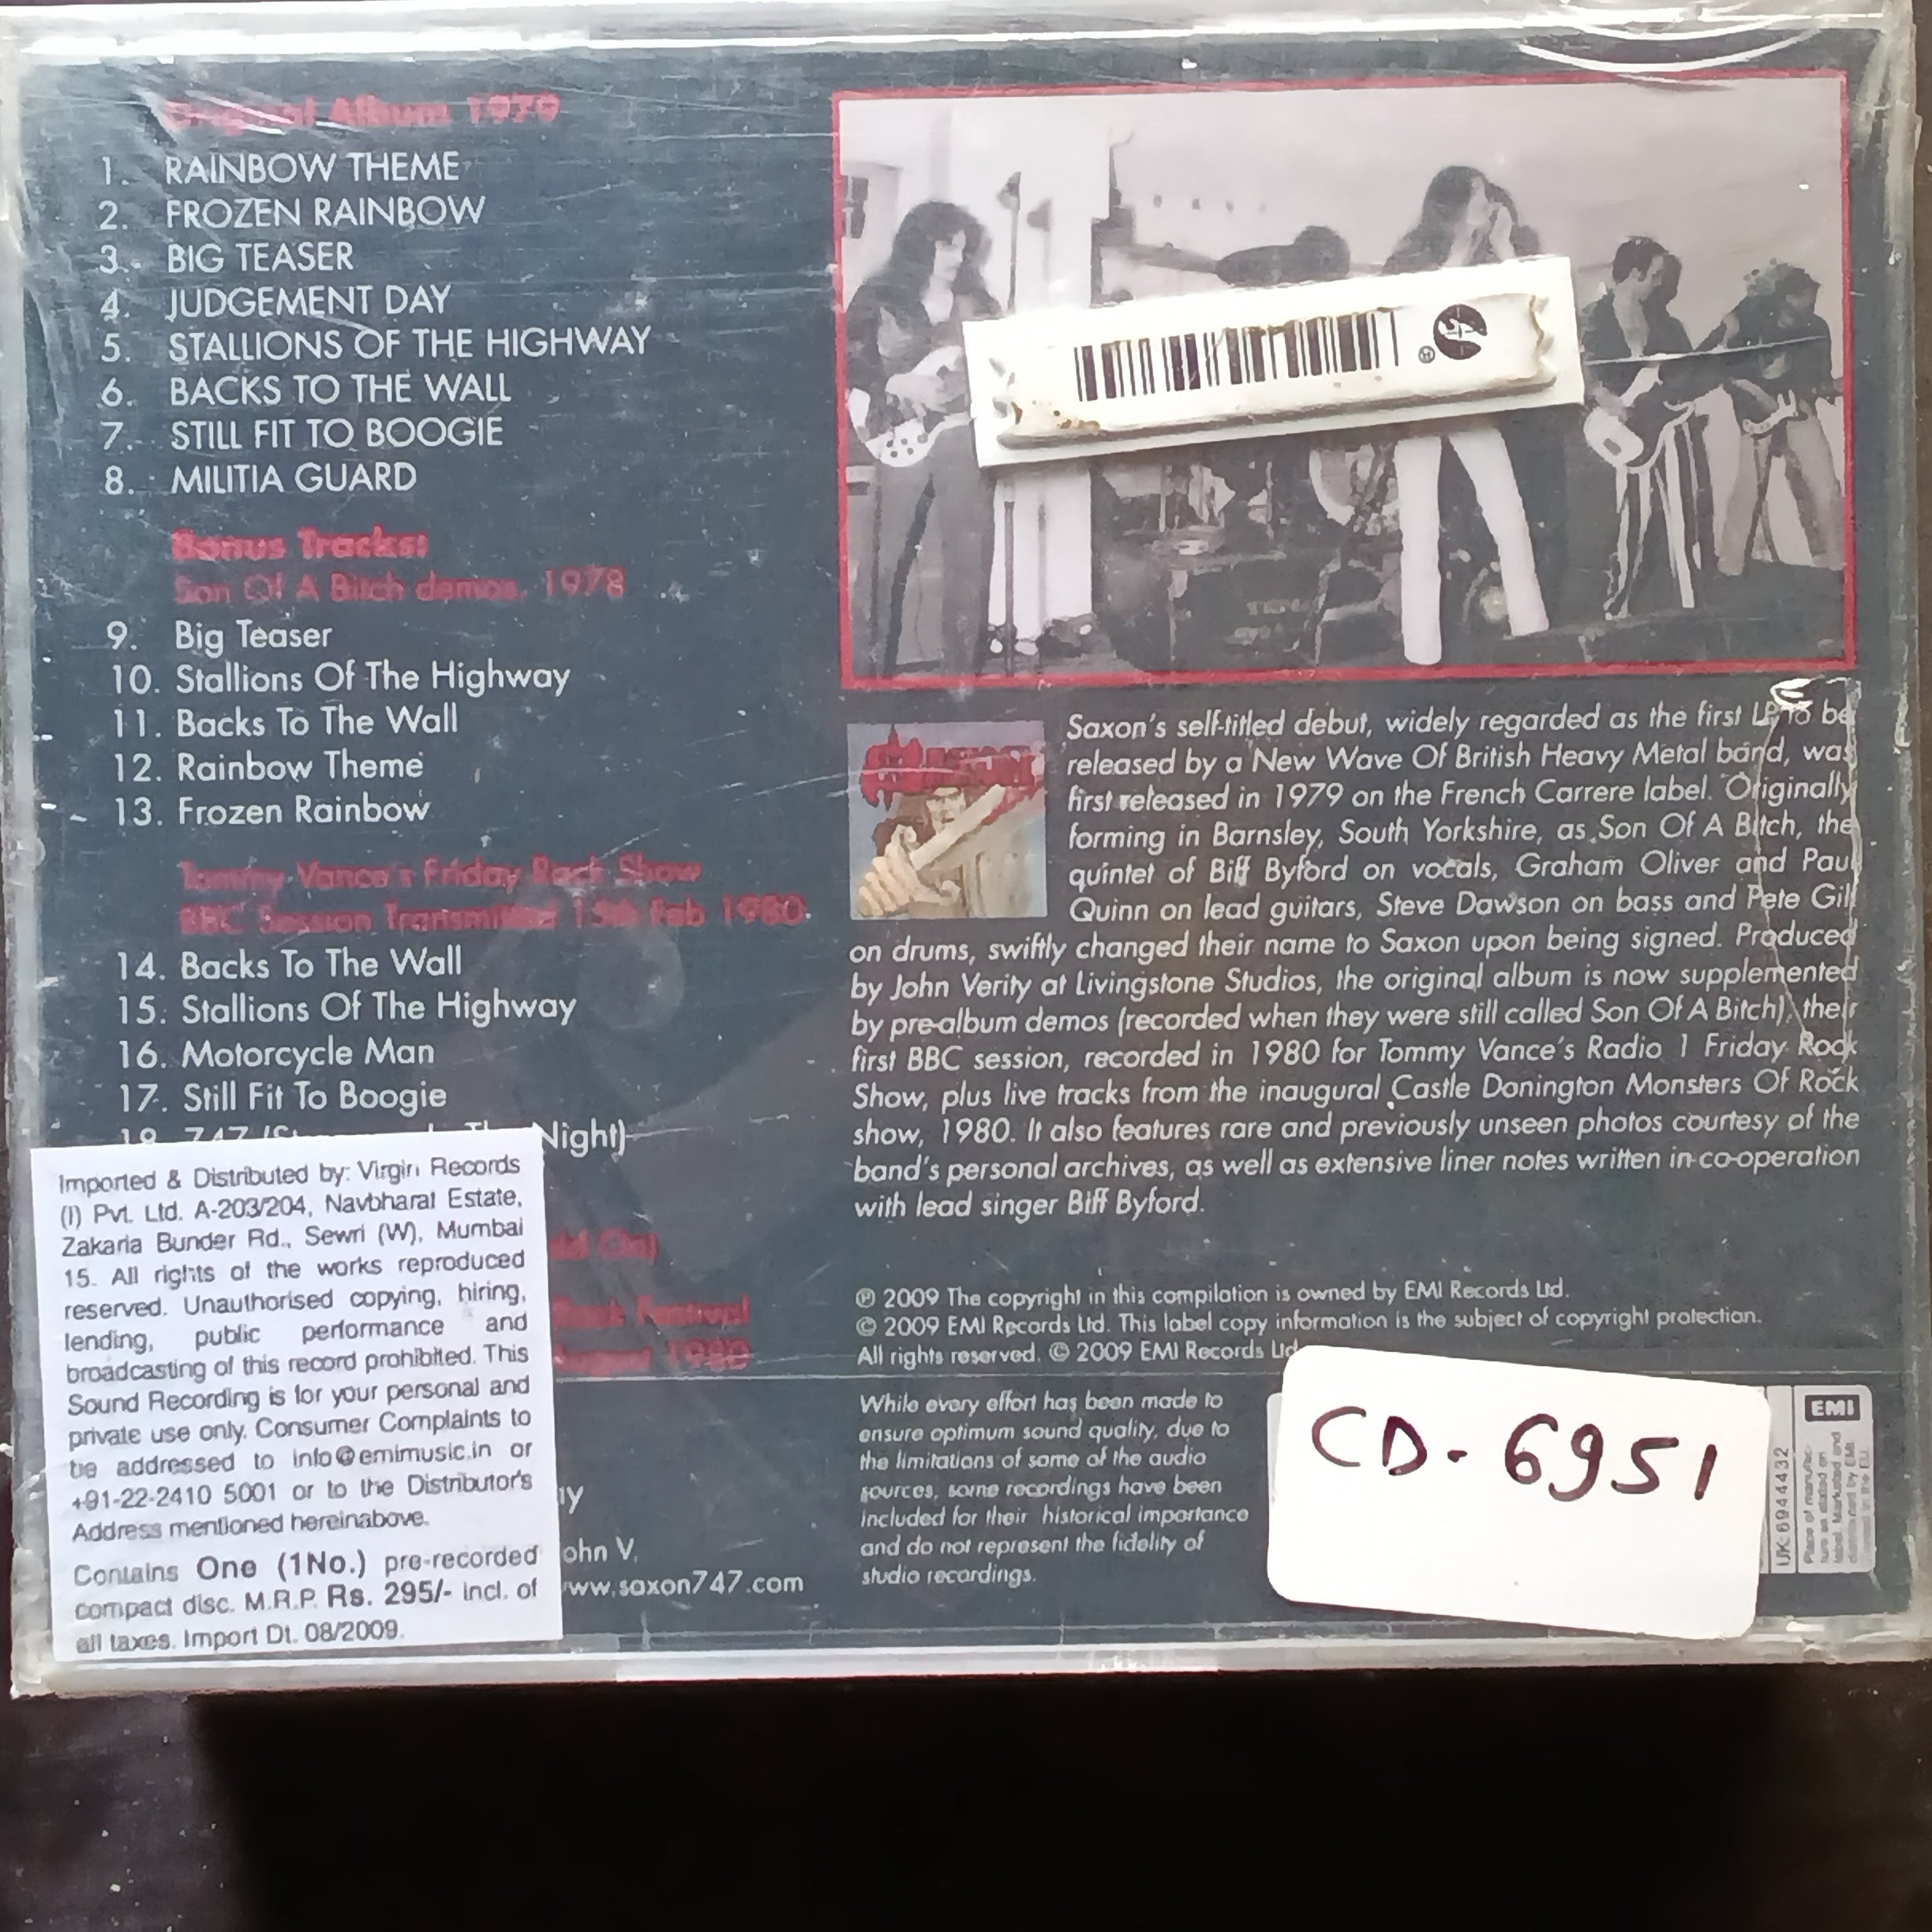 Original Album 1979
1. RAINBOW THEME
2. FROZEN RAINBOW
3. BIG TEASER
4. JUDGEMENT DAY
5. STALLIONS OF THE HIGHWAY
6. BACKS TO THE WALL
7. STILL FIT TO BOOGIE
8. MILITIA GUARD
Bonus Tracks:
Son Of A Bitch demos, 1978
9. Big Teaser
10. Stallions Of The Highway
11. Backs To The Wall
12. Rainbow Theme
13. Frozen Rainbow
Tommy Vance's Friday Rock Show
BBC Session Transmitted 15th Feb 1980
14. Backs To The Wall
15. Stallions Of The Highway
16. Motorcycle Man
17. Still Fit To Boogie
18. 747 Night)
Imported & Distributed by: Virgin Records
(I) Pvt. Ltd. A-203/204, Navbharat Estate,
Zakaria Bunder Rd., Sewri (W), Mumbai
15. All rights of the works reproduced
reserved. Unauthorised copying, hiring,
lending, public performance and
broadcasting of this record prohibited. This
Sound Recording is for your personal and
private use only. Consumer Complaints to
be addressed to info@emimusic.in or
+91-22-2410 5001 or to the Distributor's
Address mentioned hereinabove.
Contains One (1No.) pre-recorded
compact disc. M.R.P. Rs. 295/- incl. of
all taxes. Import Dt. 08/2009.
Festival
1980
ohn V.
www.saxon747.com
Saxon
Saxon's self-titled debut, widely regarded as the first LP to be
released by a New Wave Of British Heavy Metal band, was
first released in 1979 on the French Carrere label. Originally
forming in Barnsley, South Yorkshire, as Son Of A Bitch, the
quintet of Biff Byford on vocals, Graham Oliver and Paul
Quinn on lead guitars, Steve Dawson on bass and Pete Gill
on drums, swiftly changed their name to Saxon upon being signed. Produced
by John Verity at Livingstone Studios, the original album is now supplemented
by pre-album demos (recorded when they were still called Son Of A Bitch), their
first BBC session, recorded in 1980 for Tommy Vance's Radio 1 Friday Rock
Show, plus live tracks from the inaugural Castle Donington Monsters Of Rock
show, 1980. It also features rare and previously unseen photos courtesy of the
band's personal archives, as well as extensive liner notes written in co-operation
with lead singer Biff Byford.
℗ 2009 The copyright in this compilation is owned by EMI Records Ltd.
© 2009 EMI Records Ltd. This label copy information is the subject of copyright protection.
All rights reserved. © 2009 EMI Records Ltd
While every effort has been made to
ensure optimum sound quality, due to
the limitations of some of the audio
sources, some recordings have been
included for their historical importance
and do not represent the fidelity of
studio recordings.
CD-6951
EMI
UK: 6944432